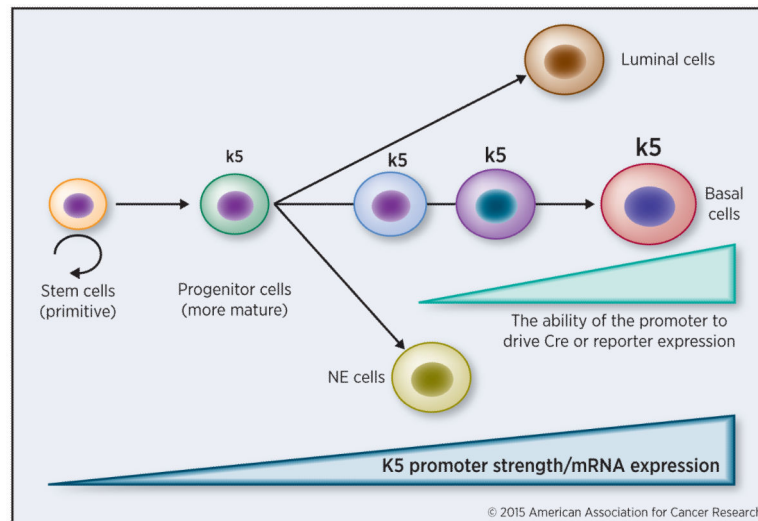 Luminal cells
k5
k5
k5
k5
Basal
cells
Stem cells
(primitive)
Progenitor cells
(more mature)
The ability of the promoter to
drive Cre or reporter expression
NE cells
K5 promoter strength/mRNA expression
© 2015 American Association for Cancer Research